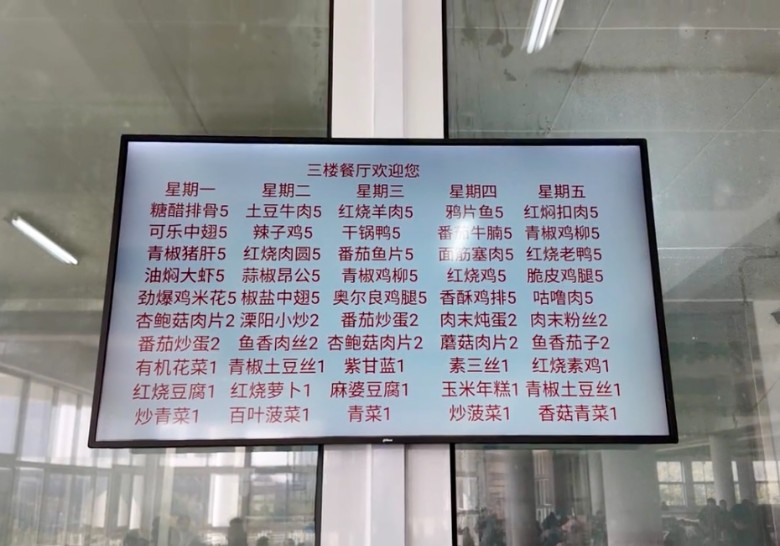 三楼餐厅欢迎您
星期一 星期二 星期三 星期四 星期五
糖醋排骨5 土豆牛肉5 红烧羊肉5 鸦片鱼5 红焖扣肉5
可乐中翅5 辣子鸡5 干锅鸭5 番茄牛腩5 青椒鸡柳5
青椒猪肝5 红烧肉圆5 番茄鱼片5 面筋塞肉5 红烧老鸭5
油焖大虾5 蒜椒昂公5 青椒鸡柳5 红烧鸡5 脆皮鸡腿5
劲爆鸡米花5 椒盐中翅5 奥尔良鸡腿5 香酥鸡排5 咕噜肉5
杏鲍菇肉片2 溧阳小炒2 番茄炒蛋2 肉末炖蛋2 肉末粉丝2
番茄炒蛋2 鱼香肉丝2 杏鲍菇肉片2 蘑菇肉片2 鱼香茄子2
有机花菜1 青椒土豆丝1 紫甘蓝1 素三丝1 红烧素鸡1
红烧豆腐1 红烧萝卜1 麻婆豆腐1 玉米年糕1 青椒土豆丝1
炒青菜1 百叶菠菜1 青菜1 炒菠菜1 香菇青菜1